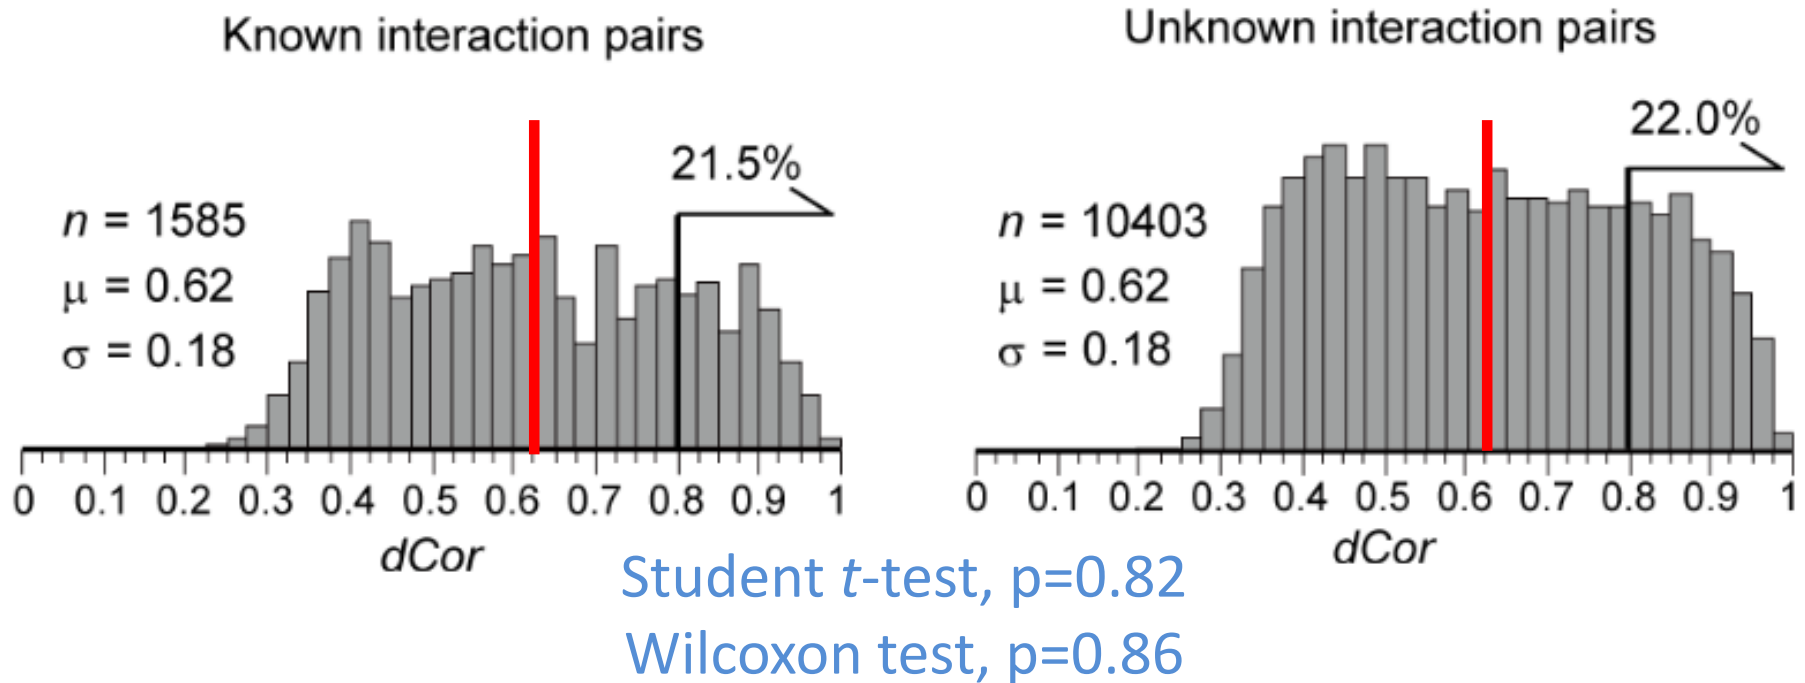 Known interaction pairs
21.5%
n = 1585
μ = 0.62
σ = 0.18
0 0.1 0.2 0.3 0.4 0.5 0.6 0.7 0.8 0.9 1
dCor
Unknown interaction pairs
22.0%
n = 10403
μ = 0.62
σ = 0.18
0 0.1 0.2 0.3 0.4 0.5 0.6 0.7 0.8 0.9 1
dCor
Student t-test, p=0.82
Wilcoxon test, p=0.86